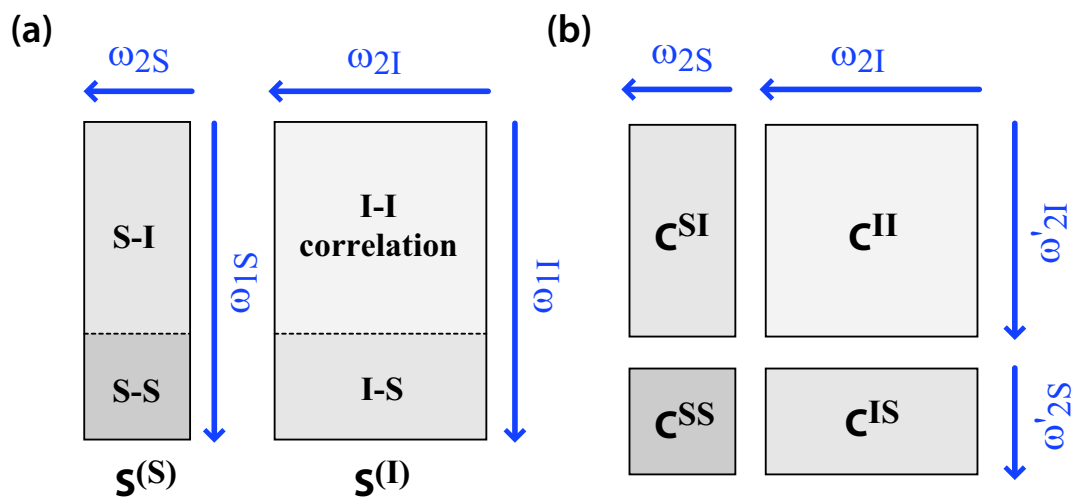 (a)
ω2S
ω2I
S-I
I-I
correlation
ω1S
ω1I
S-S
I-S
S(S)
S(I)
(b)
ω2S
ω2I
CSI
CII
ω'2I
CSS
CIS
ω'2S